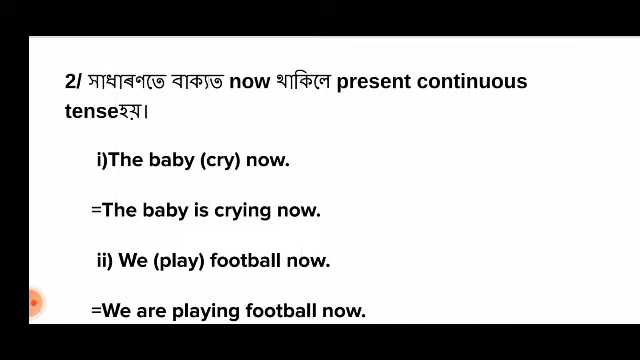 2/ সাধাৰণতে বাক্যত now থাকিলে present continuous
tenseহয়।
i)The baby (cry) now.
=The baby is crying now.
ii) We (play) football now.
=We are playing football now.